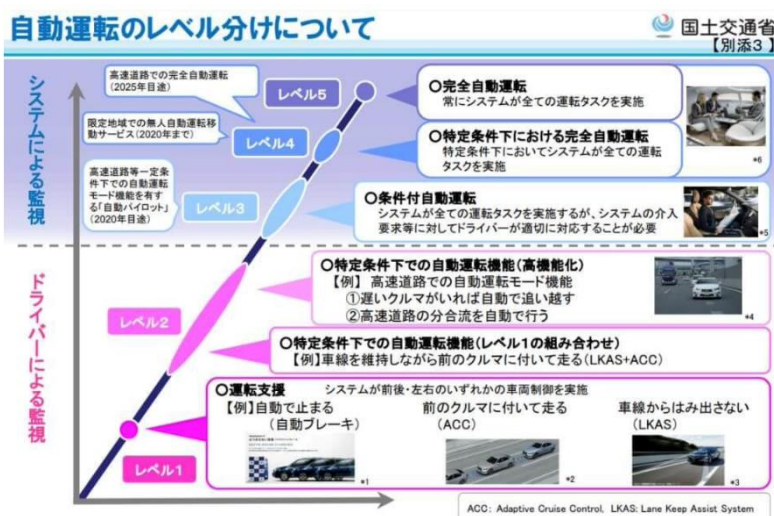 自動運転のレベル分けについて
国土交通省
【別添3】
システムによる監視
ドライバーによる監視
高速道路での完全自動運転
(2025年目途)
限定地域での無人自動運転移
動サービス(2020年まで)
高速道路等一定条
件下での自動運転
モード機能を有す
る「自動パイロット」
(2020年目途)
レベル5
レベル4
レベル3
レベル2
レベル1
○完全自動運転
常にシステムが全ての運転タスクを実施
○特定条件下における完全自動運転
特定条件下においてシステムが全ての運転
タスクを実施
*6
○条件付自動運転
システムが全ての運転タスクを実施するが、システムの介入
要求等に対してドライバーが適切に対応することが必要
*5
○特定条件下での自動運転機能(高機能化)
【例】 高速道路での自動運転モード機能
①遅いクルマがいれば自動で追い越す
②高速道路の分合流を自動で行う
*4
○特定条件下での自動運転機能(レベル1の組み合わせ)
【例】車線を維持しながら前のクルマに付いて走る(LKAS+ACC)
○運転支援 システムが前後・左右のいずれかの車両制御を実施
【例】自動で止まる
(自動ブレーキ)
*1
前のクルマに付いて走る
(ACC)
*2
車線からはみ出さない
(LKAS)
*3
ACC: Adaptive Cruise Control, LKAS: Lane Keep Assist System